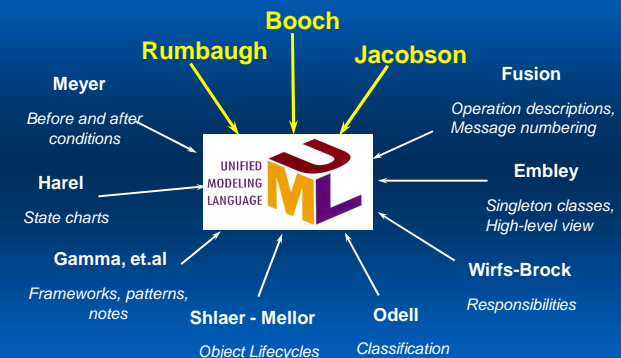 Booch
Rumbaugh
Jacobson
Meyer
Before and after
conditions
Fusion
Operation descriptions,
Message numbering
UNIFIED
MODELING
LANGUAGE
UML
Harel
State charts
Embley
Singleton classes,
High-level view
Gamma, et.al
Frameworks, patterns,
notes
Wirfs-Brock
Responsibilities
Shlaer - Mellor
Object Lifecycles
Odell
Classification